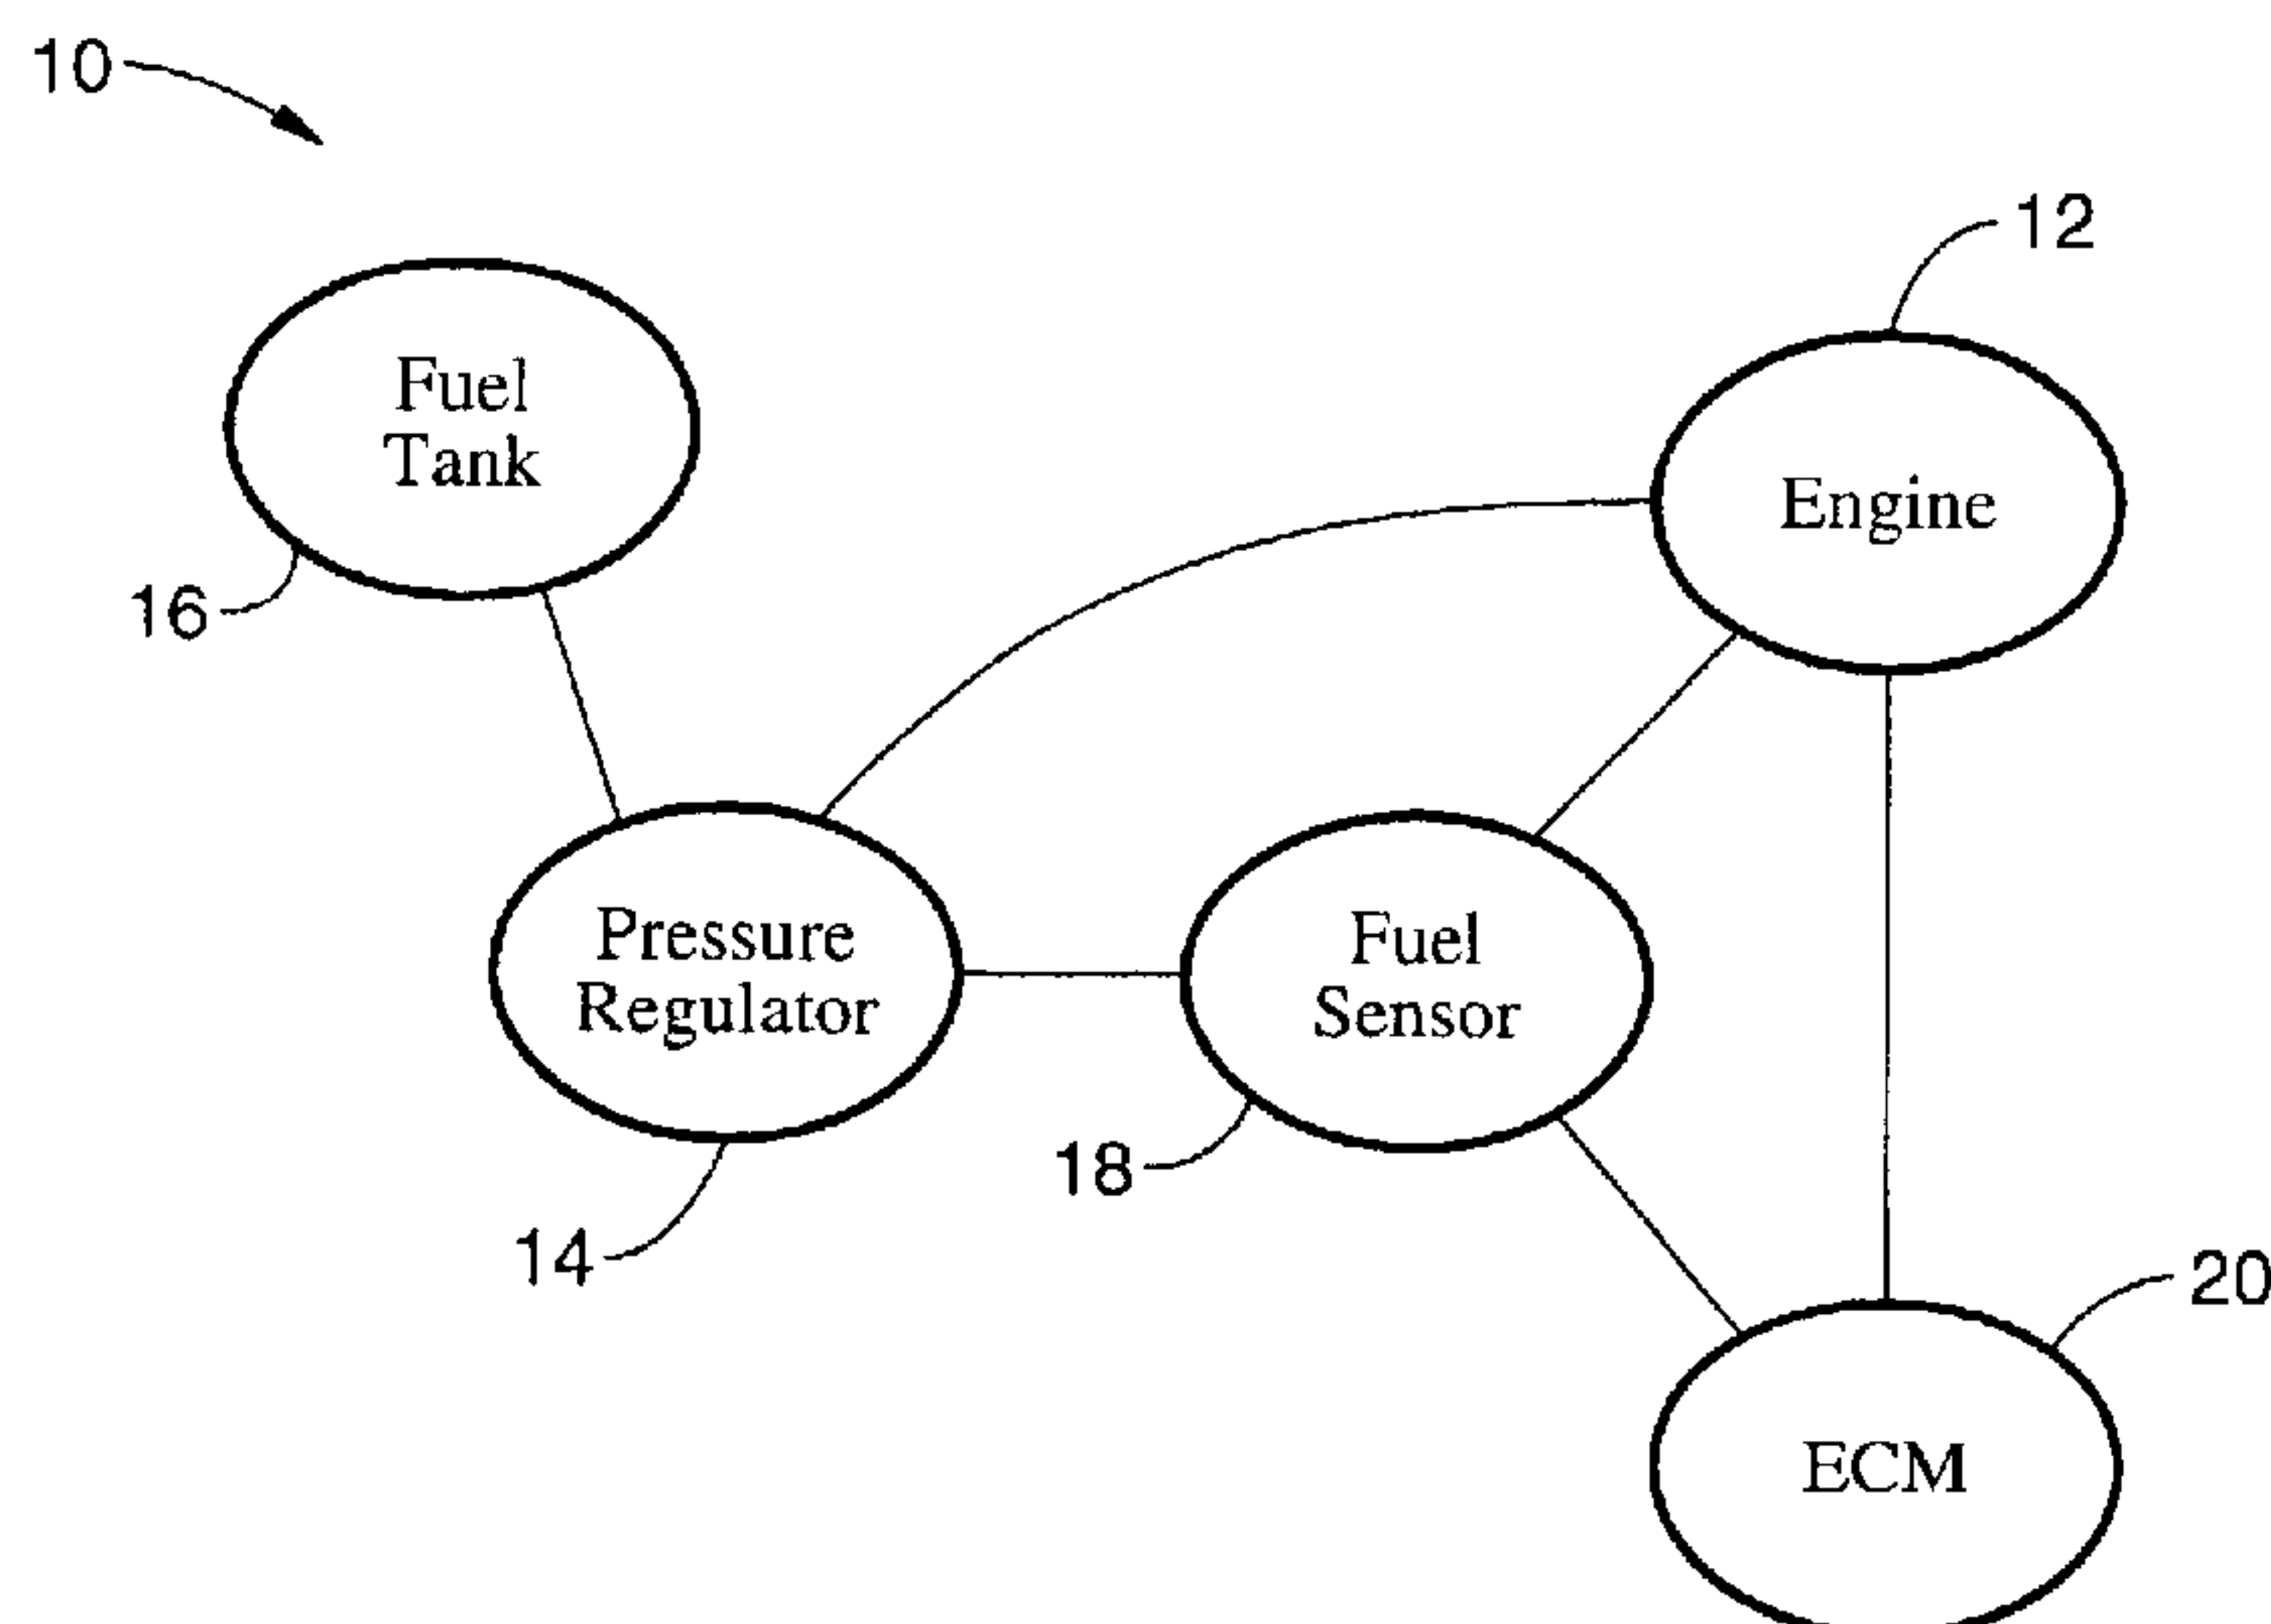 10
12
Fuel
Tank
Engine
16
Pressure
Regulator
Fuel
Sensor
18
14
20
ECM